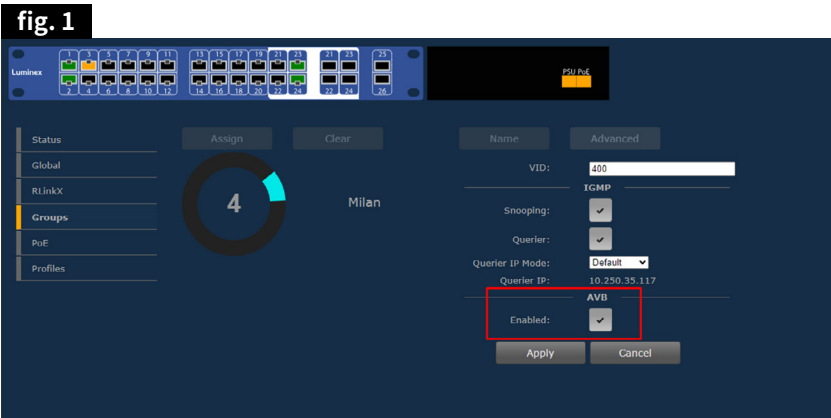 fig. 1
1 3 5 7 9 11 13 15 17 19 21 23 21 23 25
Luminex
PSU PoE
2 4 6 8 10 12 14 16 18 20 22 24 22 24 26
Status
Global
RLinkX
Groups
PoE
Profiles
Assign Clear
4
Milan
Name Advanced
VID: 400
IGMP
Snooping:
Querier:
Querier IP Mode: Default
Querier IP: 10.250.35.117
AVB
Enabled:
Apply Cancel